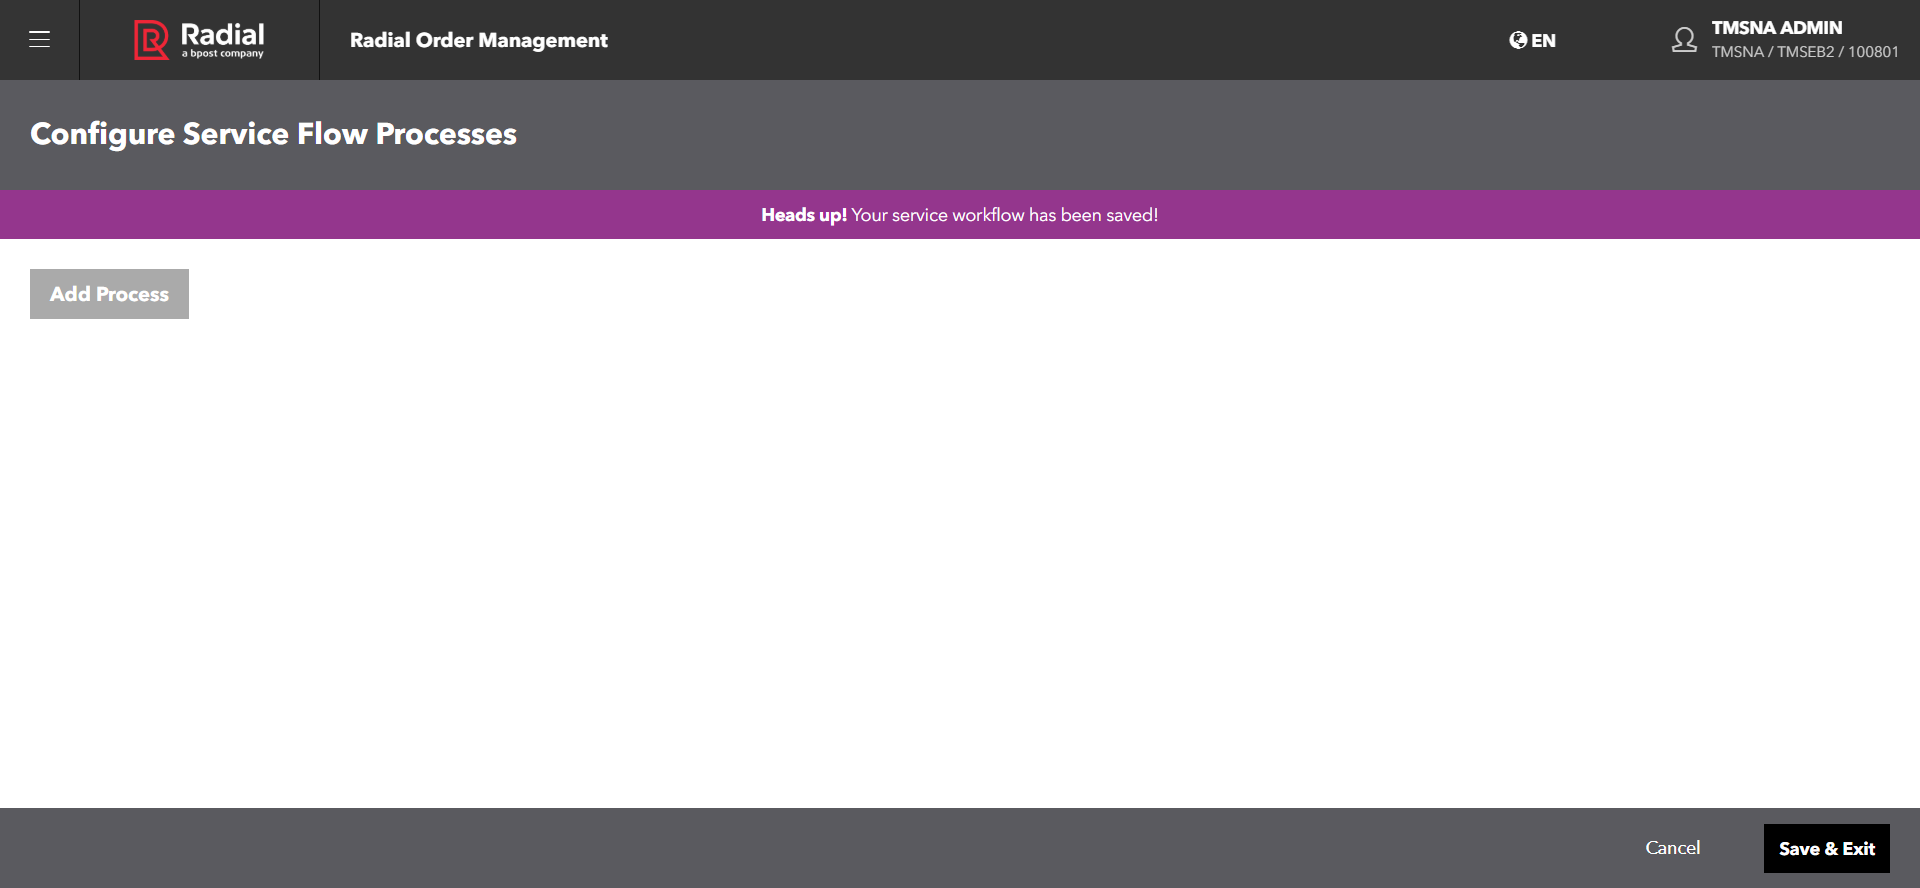 Radial
a bpost company
Radial Order Management
EN
TMSNA ADMIN
TMSNA / TMSEB2 / 100801
Configure Service Flow Processes
Heads up! Your service workflow has been saved!
Add Process
Cancel
Save & Exit